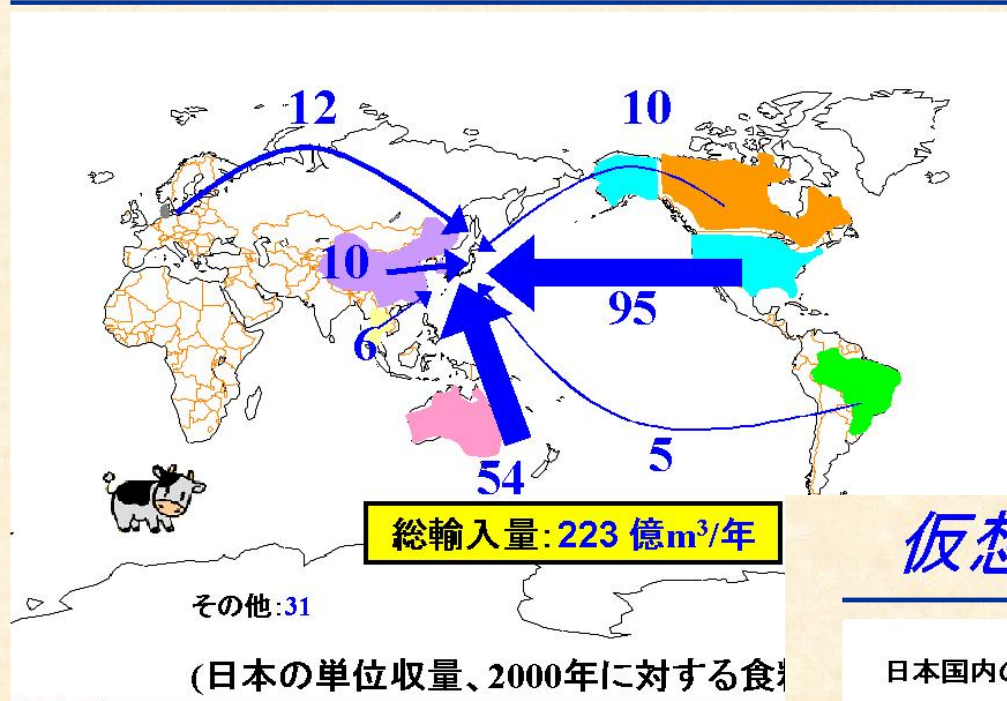 12
10
10
95
6
5
54
総輸入量:223 億m³/年
その他:31
(日本の単位収量、2000年に対する食
仮想
日本国内の